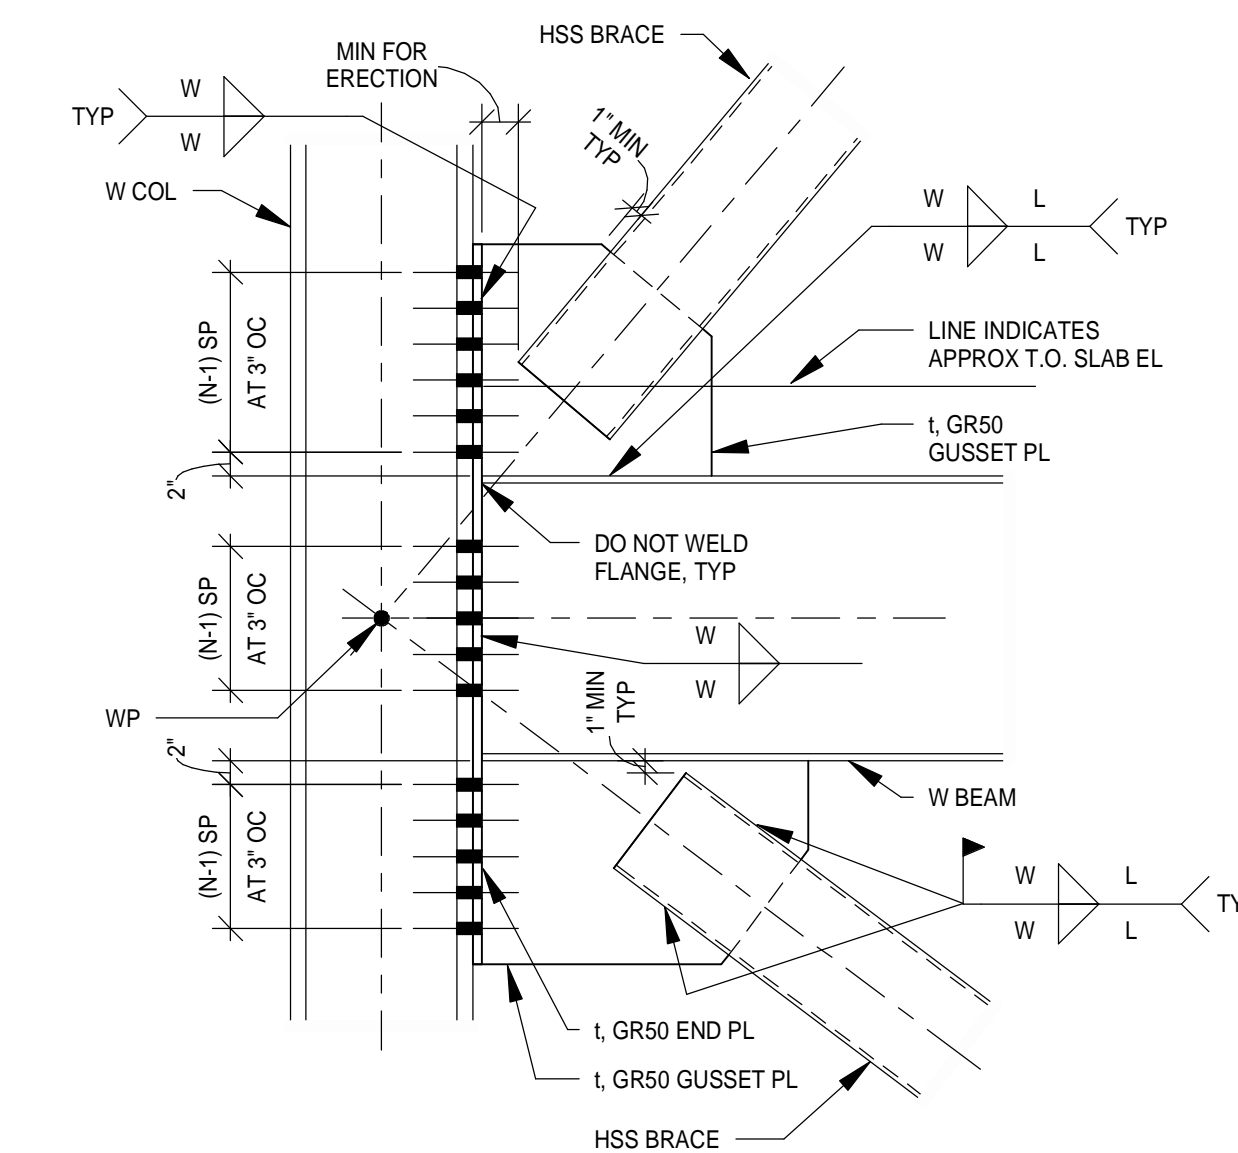 HSS BRACE
MIN FOR
ERECTION
W
TYP
W
1" MIN
TYP
W COL
W L
TYP
W L
(N-1) SP
AT 3" OC
LINE INDICATES
APPROX T.O. SLAB EL
t, GR50
GUSSET PL
2"
DO NOT WELD
FLANGE, TYP
(N-1) SP
AT 3" OC
W
W
1" MIN
TYP
WP
2"
W BEAM
(N-1) SP
AT 3" OC
W L
TY
W L
t, GR50 END PL
t, GR50 GUSSET PL
HSS BRACE